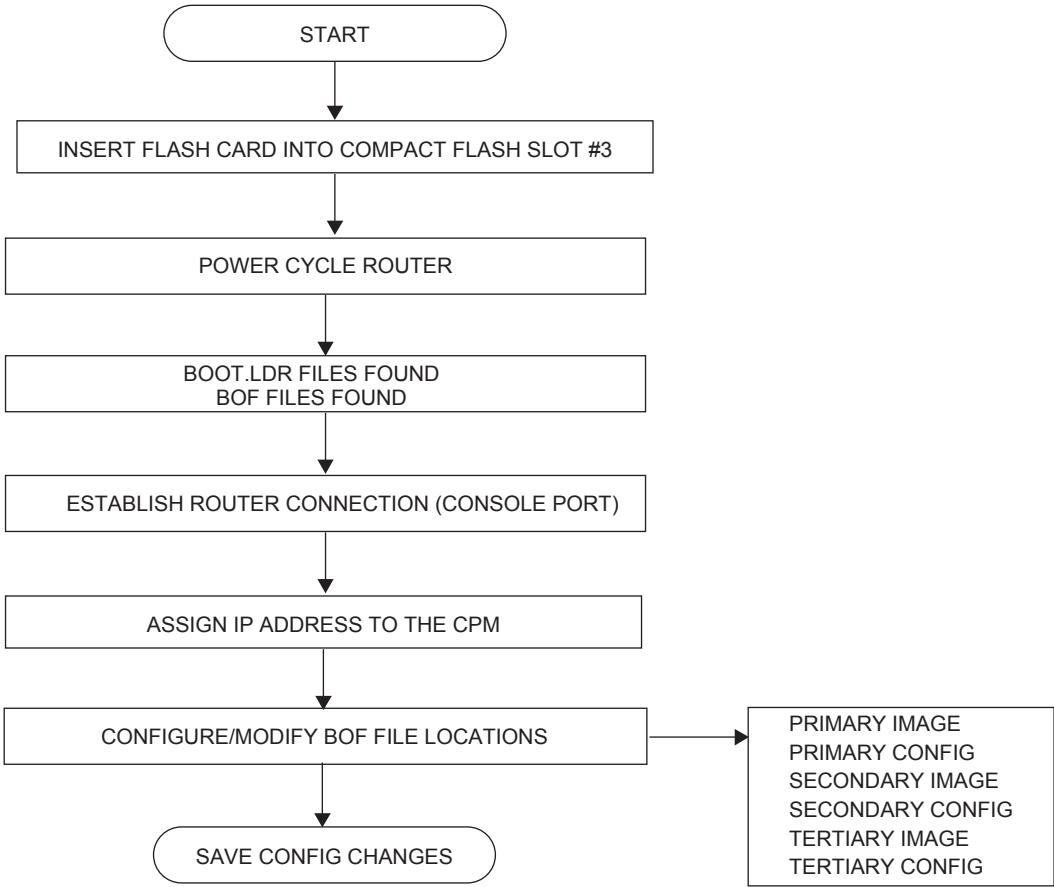 START
INSERT FLASH CARD INTO COMPACT FLASH SLOT #3
POWER CYCLE ROUTER
BOOT.LDR FILES FOUND
BOF FILES FOUND
ESTABLISH ROUTER CONNECTION (CONSOLE PORT)
ASSIGN IP ADDRESS TO THE CPM
CONFIGURE/MODIFY BOF FILE LOCATIONS
PRIMARY IMAGE
PRIMARY CONFIG
SECONDARY IMAGE
SECONDARY CONFIG
TERTIARY IMAGE
TERTIARY CONFIG
SAVE CONFIG CHANGES